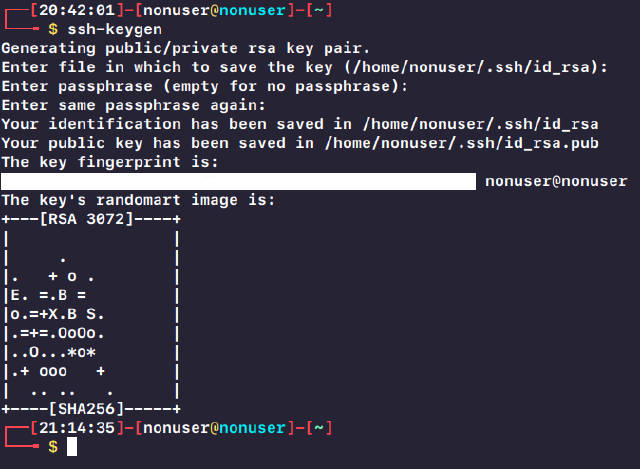 ┌──[20:42:01]-[nonuser@nonuser]-[~]
└─╼ $ ssh-keygen
Generating public/private rsa key pair.
Enter file in which to save the key (/home/nonuser/.ssh/id_rsa):
Enter passphrase (empty for no passphrase):
Enter same passphrase again:
Your identification has been saved in /home/nonuser/.ssh/id_rsa
Your public key has been saved in /home/nonuser/.ssh/id_rsa.pub
The key fingerprint is:
nonuser@nonuser
The key's randomart image is:
+---[RSA 3072]----+
|                 |
|     .           |
|.   + o .        |
|E. =.B =         |
|o.=+X.B S.       |
|.=+=.OoOo.       |
|..O...*o*        |
|.+ ooo   +       |
|  .. ..   .      |
+----[SHA256]-----+
┌──[21:14:35]-[nonuser@nonuser]-[~]
└─╼ $